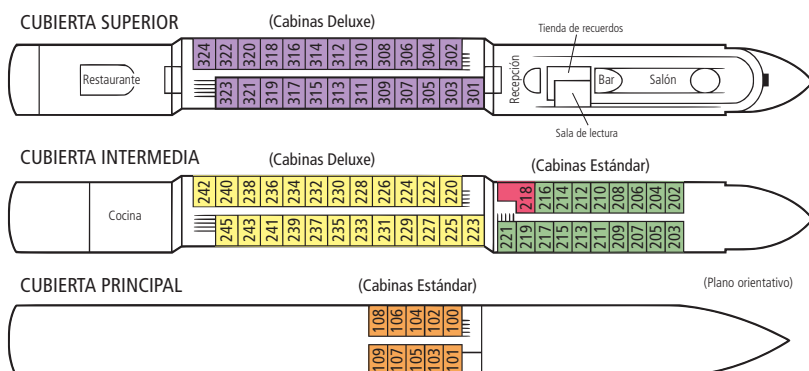 CUBIERTA SUPERIOR
(Cabinas Deluxe)
Tienda de recuerdos
324 322 320 318 316 314 312 310 308 306 304 302
Restaurante
Recepción
Bar
Salón
323 321 319 317 315 313 311 309 307 305 303 301
Sala de lectura
CUBIERTA INTERMEDIA
(Cabinas Deluxe)
(Cabinas Estándar)
242 240 238 236 234 232 230 228 226 224 222 220
218 216 214 212 210 208 206 204 202
Cocina
245 243 241 239 237 235 233 231 229 227 225 223
221 219 217 215 213 211 209 207 205 203
CUBIERTA PRINCIPAL
(Cabinas Estándar)
(Plano orientativo)
108 106 104 102 100
109 107 105 103 101